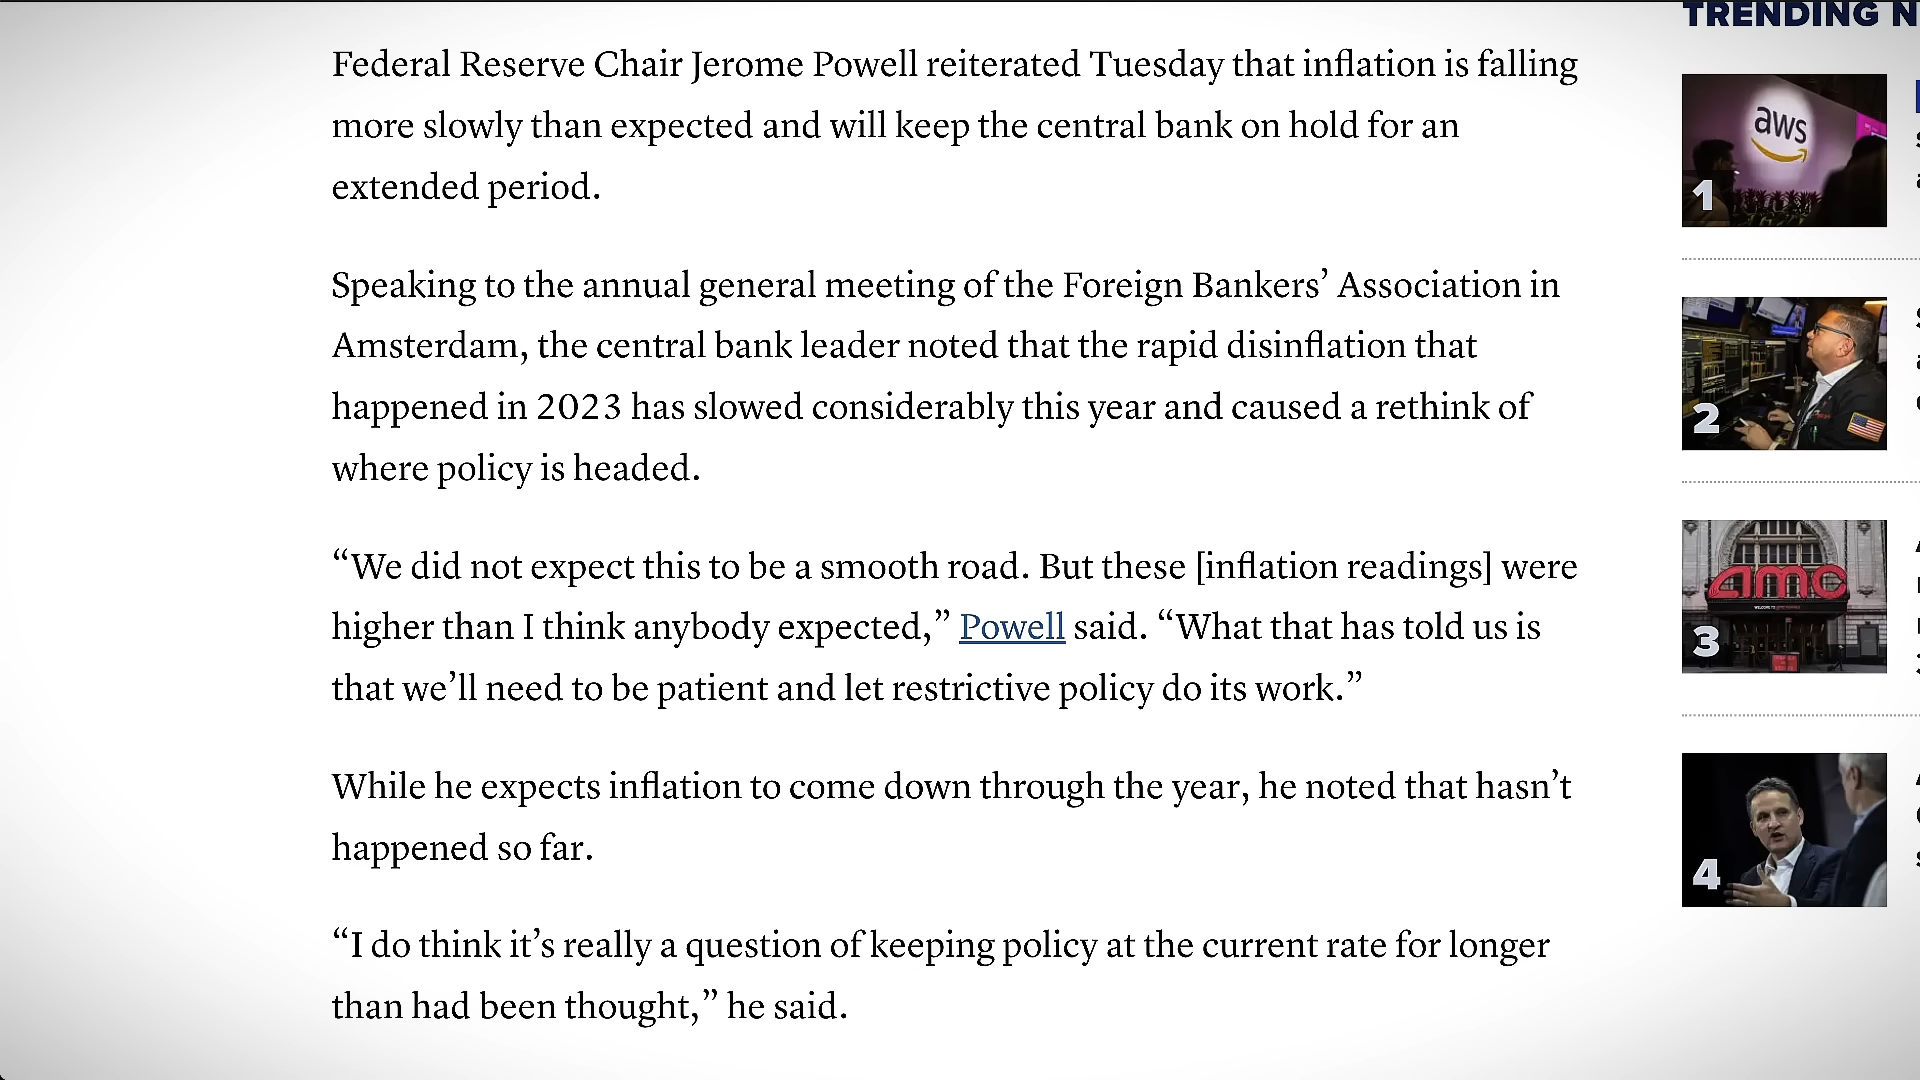 TRENDING N
Federal Reserve Chair Jerome Powell reiterated Tuesday that inflation is falling
more slowly than expected and will keep the central bank on hold for an
extended period.
Speaking to the annual general meeting of the Foreign Bankers’ Association in
Amsterdam, the central bank leader noted that the rapid disinflation that
happened in 2023 has slowed considerably this year and caused a rethink of
where policy is headed.
“We did not expect this to be a smooth road. But these [inflation readings] were
higher than I think anybody expected,” Powell said. “What that has told us is
that we’ll need to be patient and let restrictive policy do its work.”
While he expects inflation to come down through the year, he noted that hasn’t
happened so far.
“I do think it’s really a question of keeping policy at the current rate for longer
than had been thought,” he said.
aws
1
2
amc
3
4